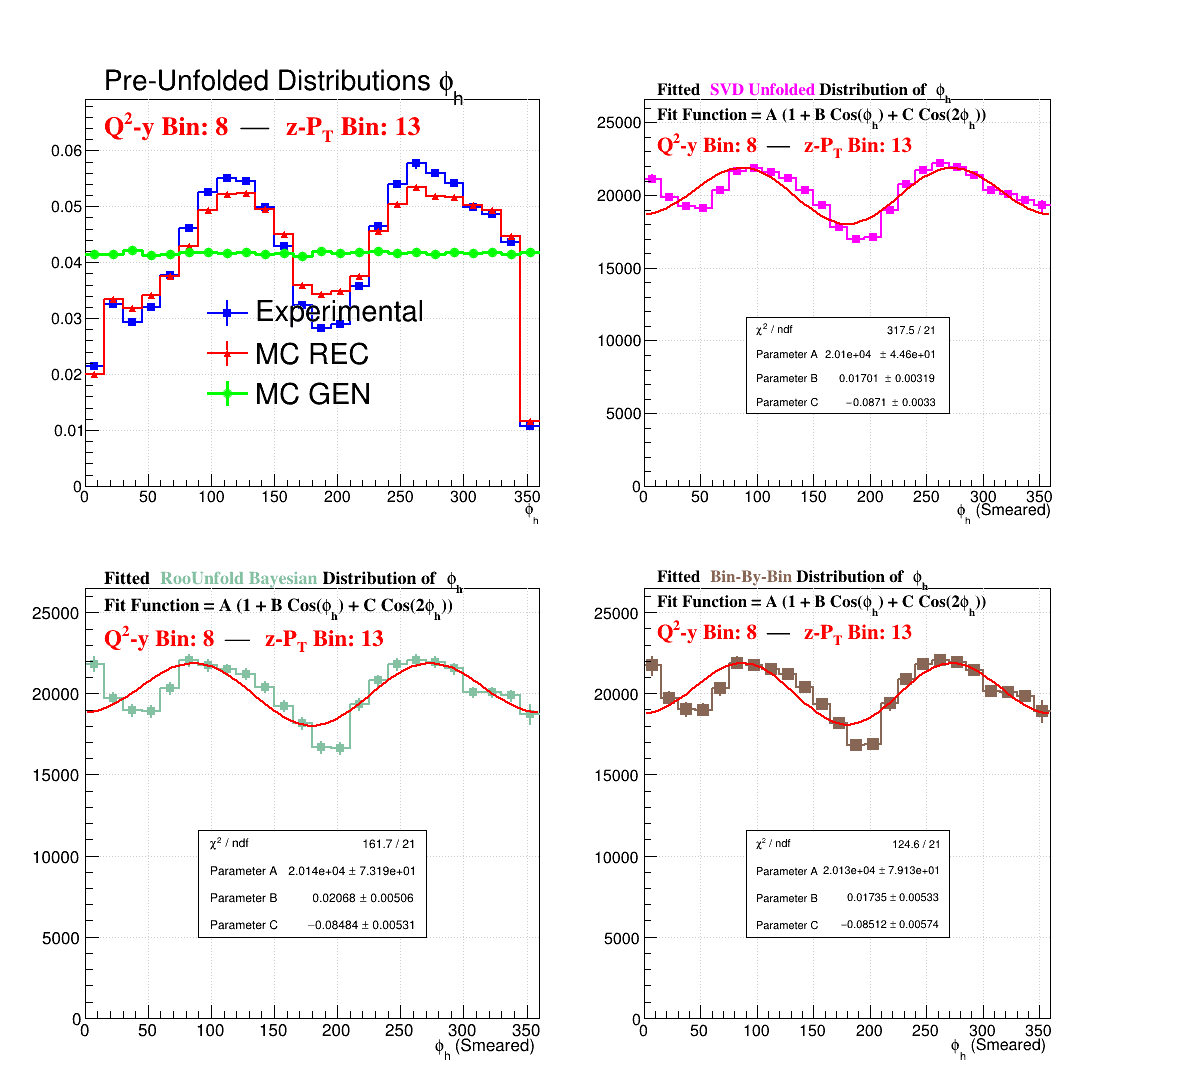 Pre-Unfolded Distributions ϕh
Q2-y Bin: 8 — z-PT Bin: 13
0.06
0.05
0.04
0.03
0.02
0.01
0
Experimental
MC REC
MC GEN
0 50 100 150 200 250 300 350
ϕh
Fitted SVD Unfolded Distribution of ϕh
Fit Function = A (1 + B Cos(ϕh) + C Cos(2ϕh))
Q2-y Bin: 8 — z-PT Bin: 13
25000
20000
15000
10000
5000
0
χ2 / ndf 317.5 / 21
Parameter A 2.01e+04 ± 4.46e+01
Parameter B 0.01701 ± 0.00319
Parameter C −0.0871 ± 0.0033
0 50 100 150 200 250 300 350
ϕh (Smeared)
Fitted RooUnfold Bayesian Distribution of ϕh
Fit Function = A (1 + B Cos(ϕh) + C Cos(2ϕh))
Q2-y Bin: 8 — z-PT Bin: 13
25000
20000
15000
10000
5000
0
χ2 / ndf 161.7 / 21
Parameter A 2.014e+04 ± 7.319e+01
Parameter B 0.02068 ± 0.00506
Parameter C −0.08484 ± 0.00531
0 50 100 150 200 250 300 350
ϕh (Smeared)
Fitted Bin-By-Bin Distribution of ϕh
Fit Function = A (1 + B Cos(ϕh) + C Cos(2ϕh))
Q2-y Bin: 8 — z-PT Bin: 13
25000
20000
15000
10000
5000
0
χ2 / ndf 124.6 / 21
Parameter A 2.013e+04 ± 7.913e+01
Parameter B 0.01735 ± 0.00533
Parameter C −0.08512 ± 0.00574
0 50 100 150 200 250 300 350
ϕh (Smeared)